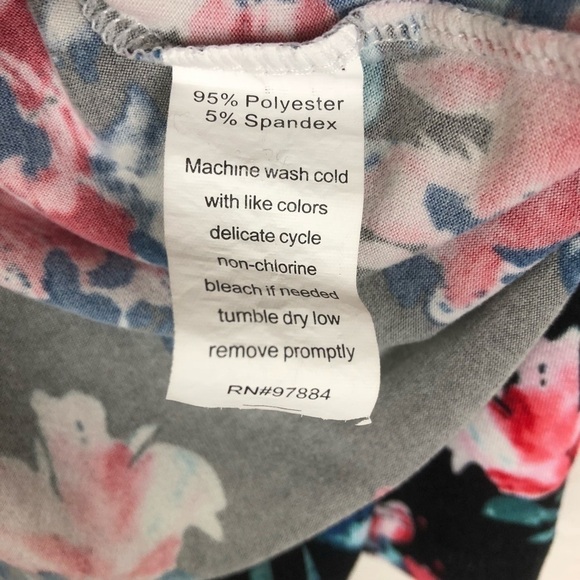 95% Polyester
5% Spandex
Machine wash cold
with like colors
delicate cycle
non-chlorine
bleach if needed
tumble dry low
remove promptly
RN#97884